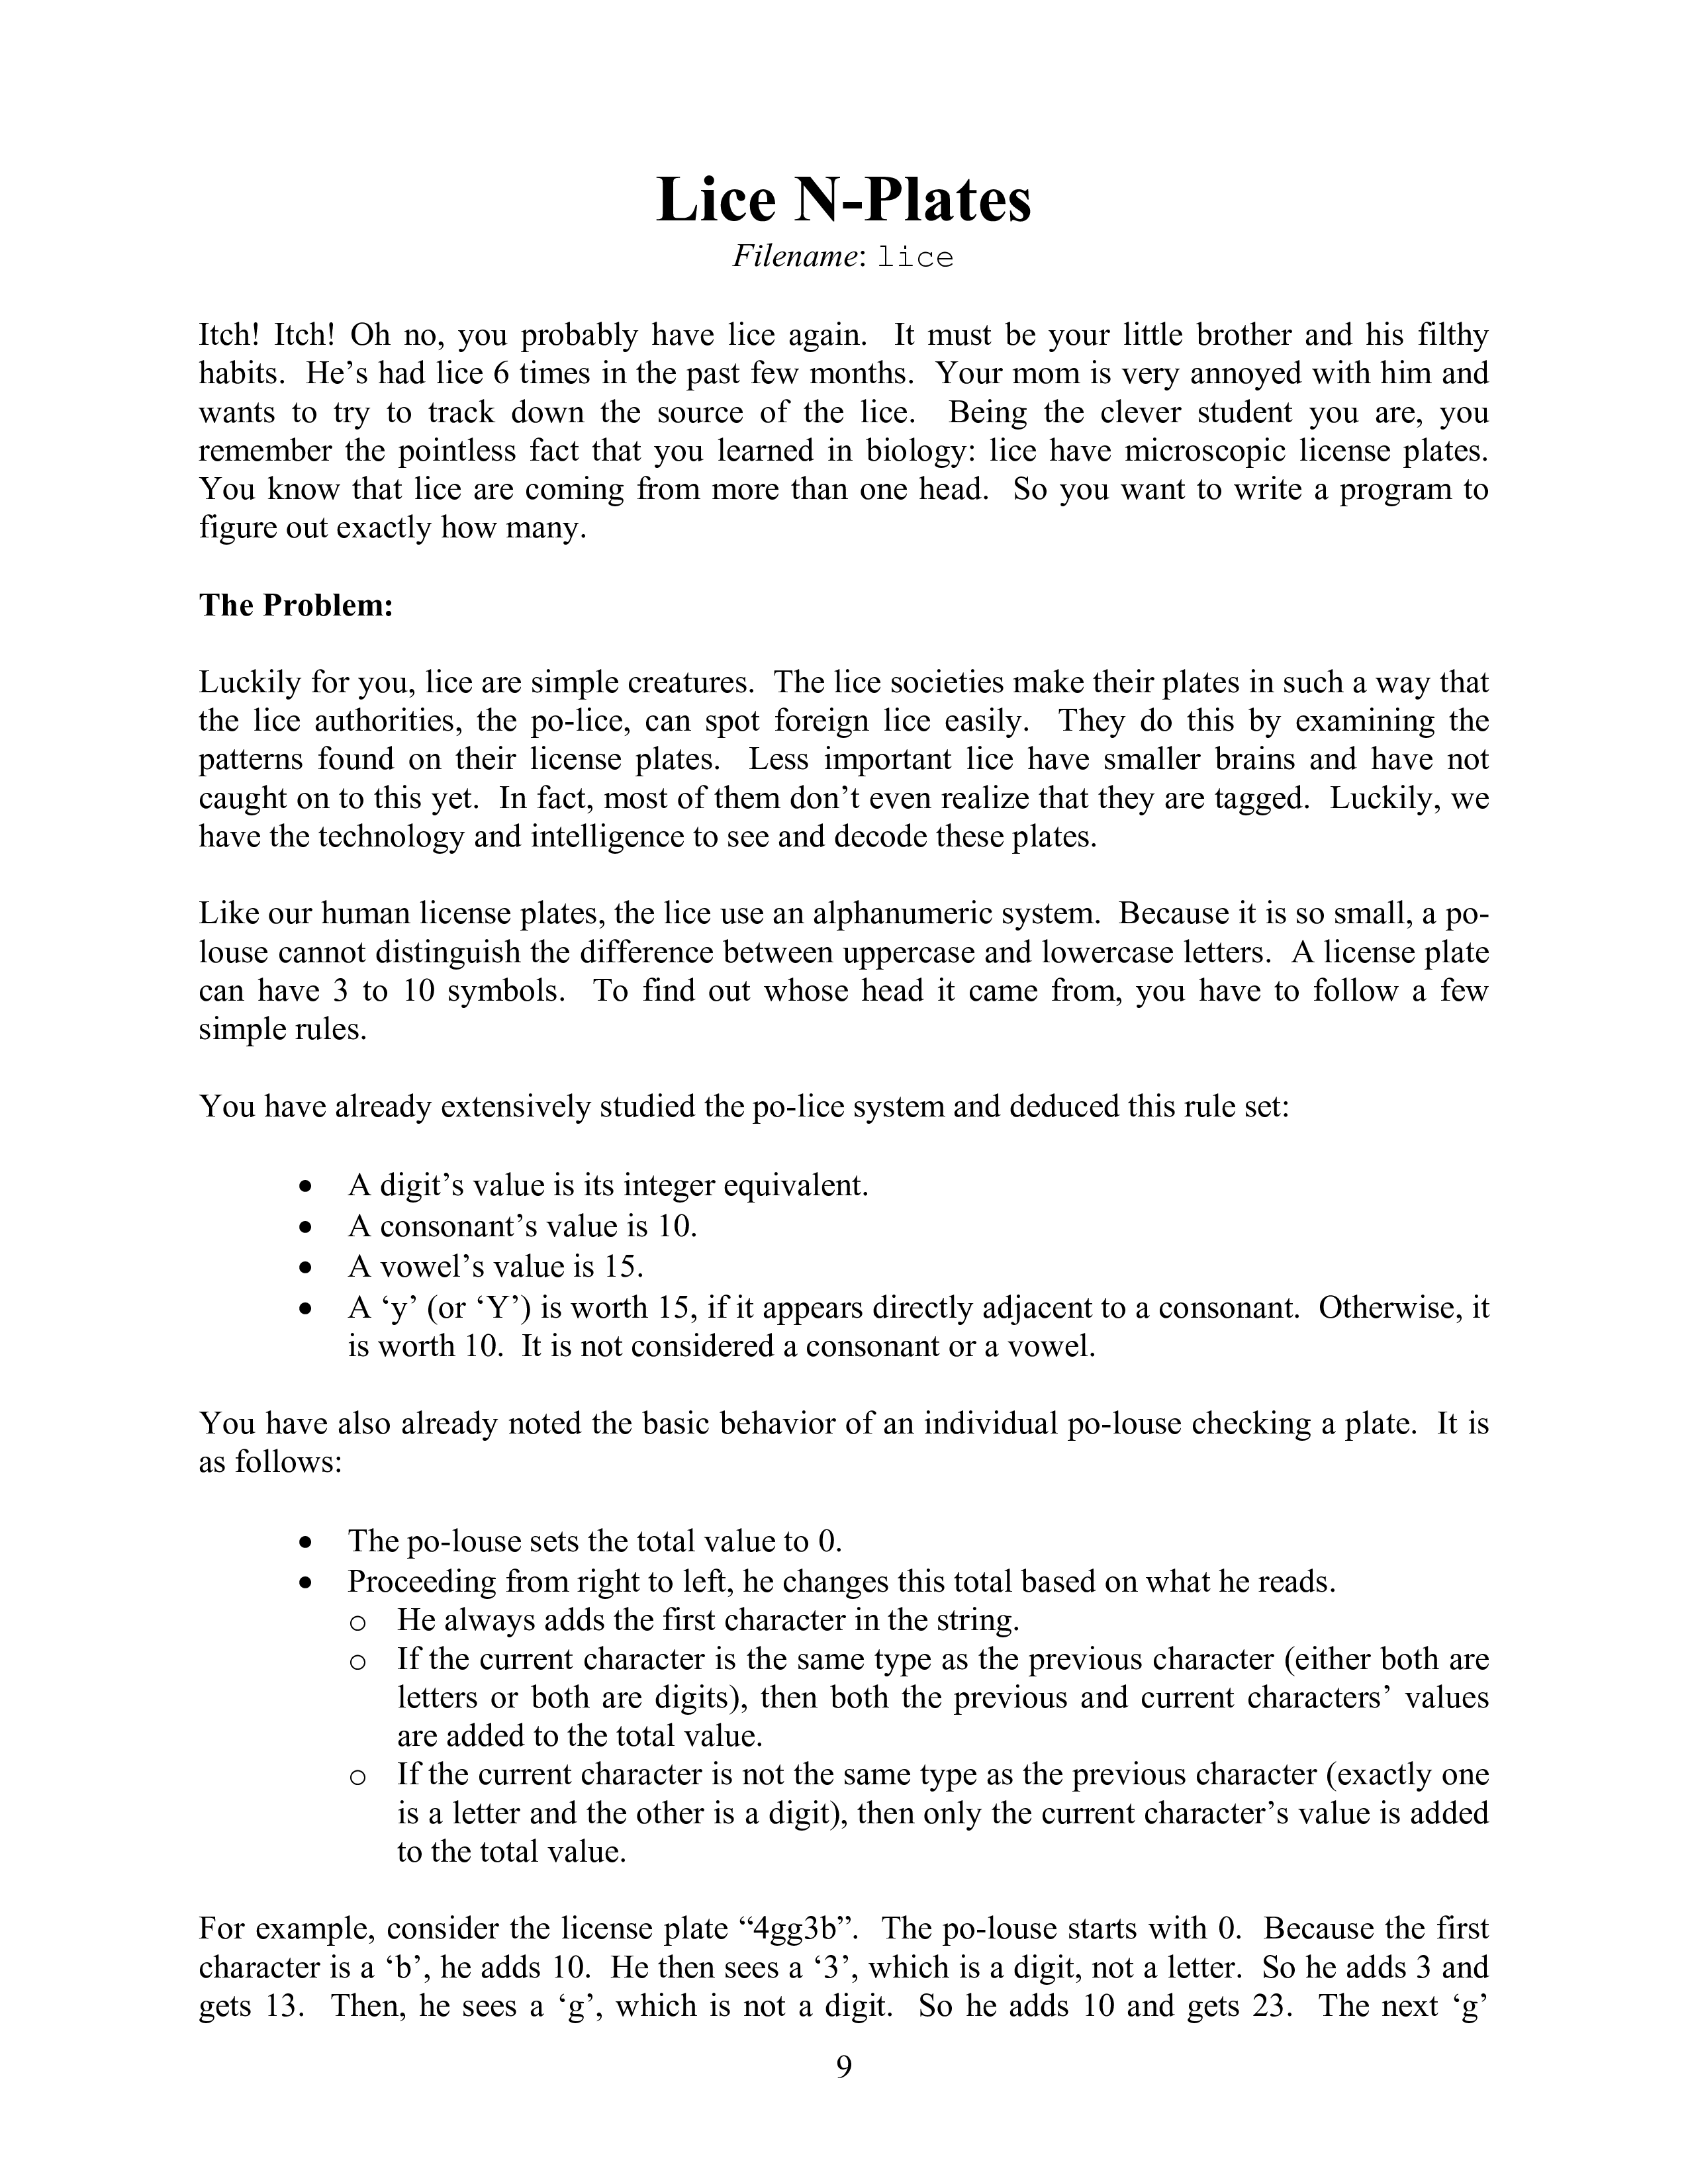 Lice N-Plates
Filename: lice
Itch! Itch! Oh no, you probably have lice again. It must be your little brother and his filthy
habits. He’s had lice 6 times in the past few months. Your mom is very annoyed with him and
wants to try to track down the source of the lice. Being the clever student you are, you
remember the pointless fact that you learned in biology: lice have microscopic license plates.
You know that lice are coming from more than one head. So you want to write a program to
figure out exactly how many.
The Problem:
Luckily for you, lice are simple creatures. The lice societies make their plates in such a way that
the lice authorities, the po-lice, can spot foreign lice easily. They do this by examining the
patterns found on their license plates. Less important lice have smaller brains and have not
caught on to this yet. In fact, most of them don’t even realize that they are tagged. Luckily, we
have the technology and intelligence to see and decode these plates.
Like our human license plates, the lice use an alphanumeric system. Because it is so small, a po-
louse cannot distinguish the difference between uppercase and lowercase letters. A license plate
can have 3 to 10 symbols. To find out whose head it came from, you have to follow a few
simple rules.
You have already extensively studied the po-lice system and deduced this rule set:
• A digit’s value is its integer equivalent.
• A consonant’s value is 10.
• A vowel’s value is 15.
• A ‘y’ (or ‘Y’) is worth 15, if it appears directly adjacent to a consonant. Otherwise, it
is worth 10. It is not considered a consonant or a vowel.
You have also already noted the basic behavior of an individual po-louse checking a plate. It is
as follows:
• The po-louse sets the total value to 0.
• Proceeding from right to left, he changes this total based on what he reads.
o He always adds the first character in the string.
o If the current character is the same type as the previous character (either both are
letters or both are digits), then both the previous and current characters’ values
are added to the total value.
o If the current character is not the same type as the previous character (exactly one
is a letter and the other is a digit), then only the current character’s value is added
to the total value.
For example, consider the license plate “4gg3b”. The po-louse starts with 0. Because the first
character is a ‘b’, he adds 10. He then sees a ‘3’, which is a digit, not a letter. So he adds 3 and
gets 13. Then, he sees a ‘g’, which is not a digit. So he adds 10 and gets 23. The next ‘g’
9